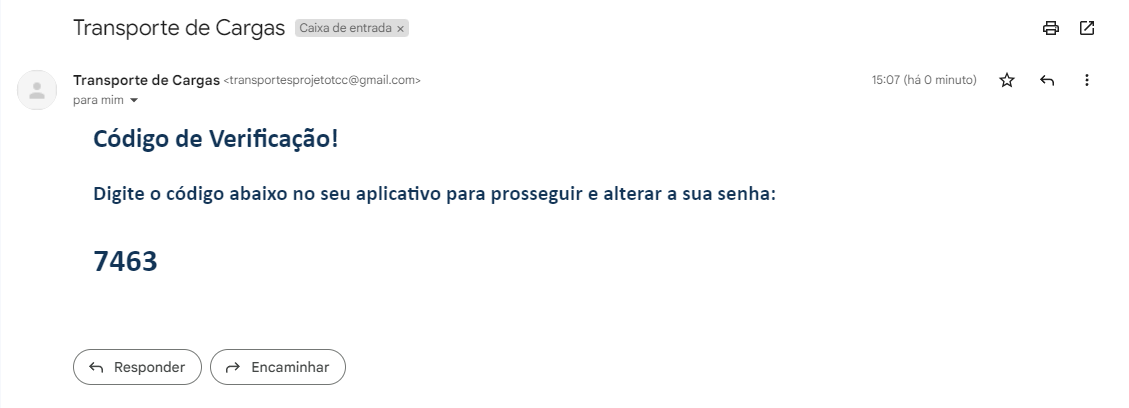 Transporte de Cargas Caixa de entrada ×
Transporte de Cargas <transportesprojetotcc@gmail.com> 15:07 (há 0 minuto)
para mim
Código de Verificação!
Digite o código abaixo no seu aplicativo para prosseguir e alterar a sua senha:
7463
Responder Encaminhar